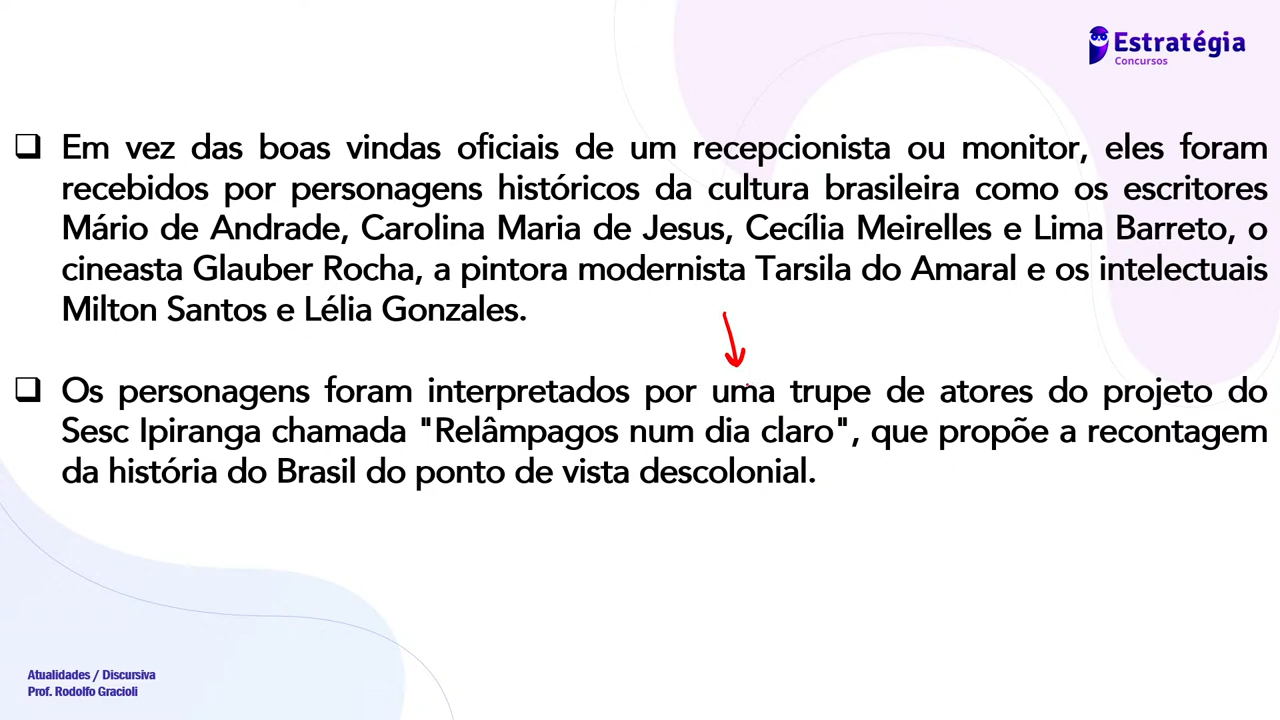 Estratégia
Concursos
❑ Em vez das boas vindas oficiais de um recepcionista ou monitor, eles foram
recebidos por personagens históricos da cultura brasileira como os escritores
Mário de Andrade, Carolina Maria de Jesus, Cecília Meirelles e Lima Barreto, o
cineasta Glauber Rocha, a pintora modernista Tarsila do Amaral e os intelectuais
Milton Santos e Lélia Gonzales.
❑ Os personagens foram interpretados por uma trupe de atores do projeto do
Sesc Ipiranga chamada "Relâmpagos num dia claro", que propõe a recontagem
da história do Brasil do ponto de vista descolonial.
Atualidades / Discursiva
Prof. Rodolfo Gracioli